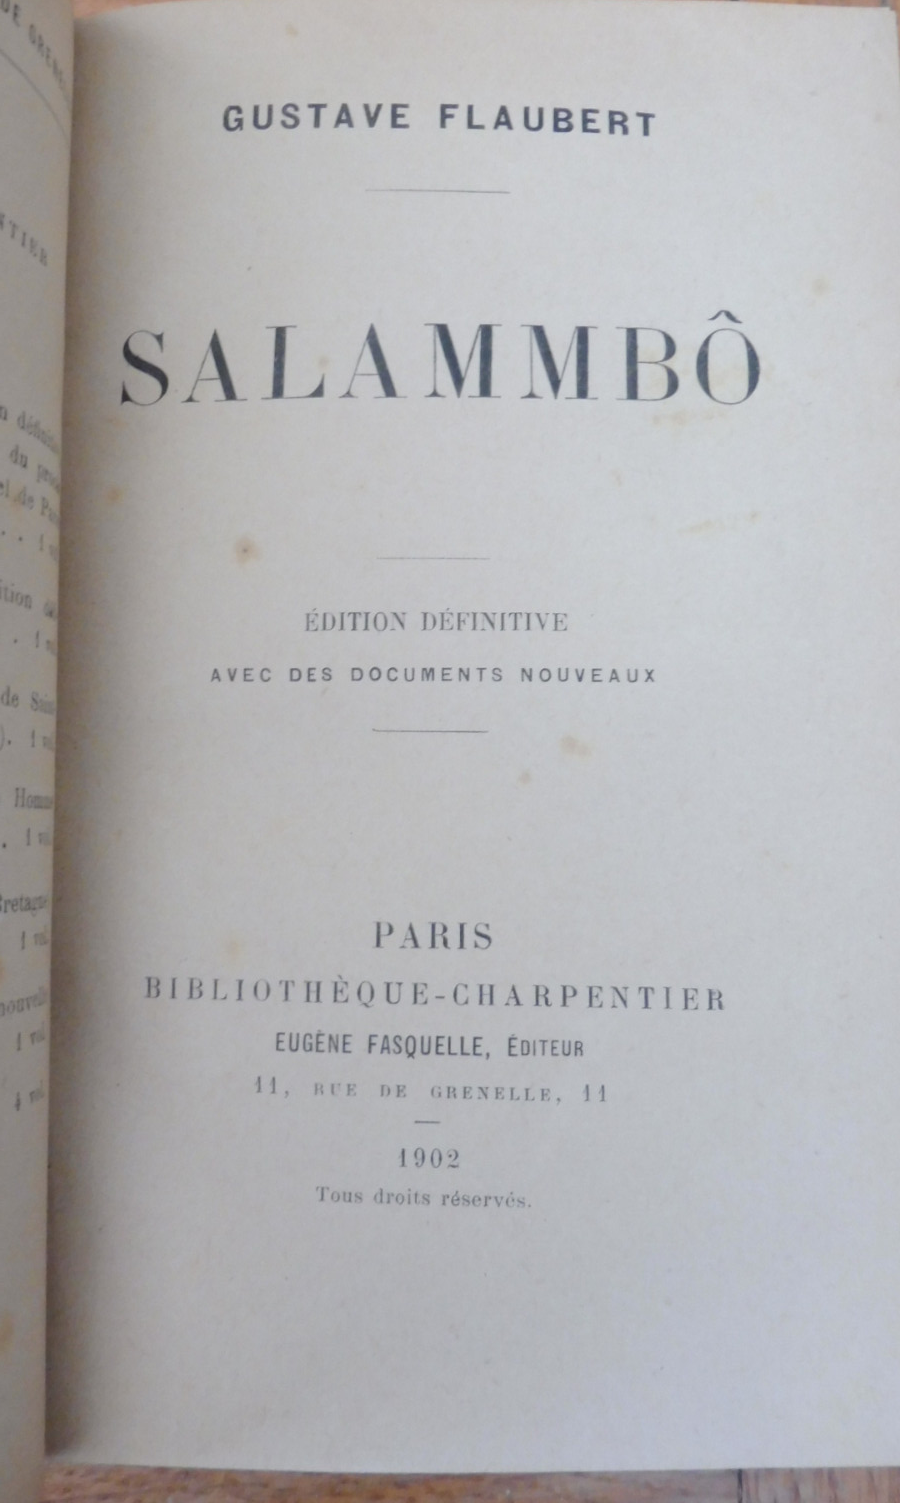 GUSTAVE FLAUBERT
SALAMMBÔ
ÉDITION DÉFINITIVE
AVEC DES DOCUMENTS NOUVEAUX
PARIS
BIBLIOTHÈQUE-CHARPENTIER
EUGÈNE FASQUELLE, ÉDITEUR
11, RUE DE GRENELLE, 11
1902
Tous droits réservés.